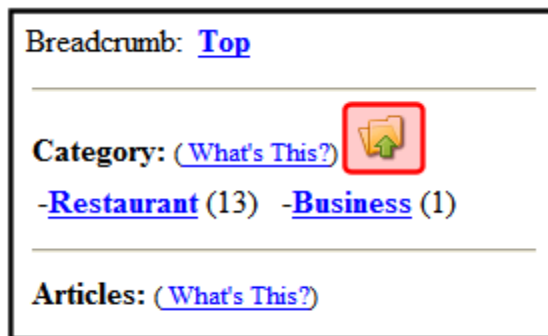 Breadcrumb: Top
Category: (What's This?)
-Restaurant (13) -Business (1)
Articles: (What's This?)